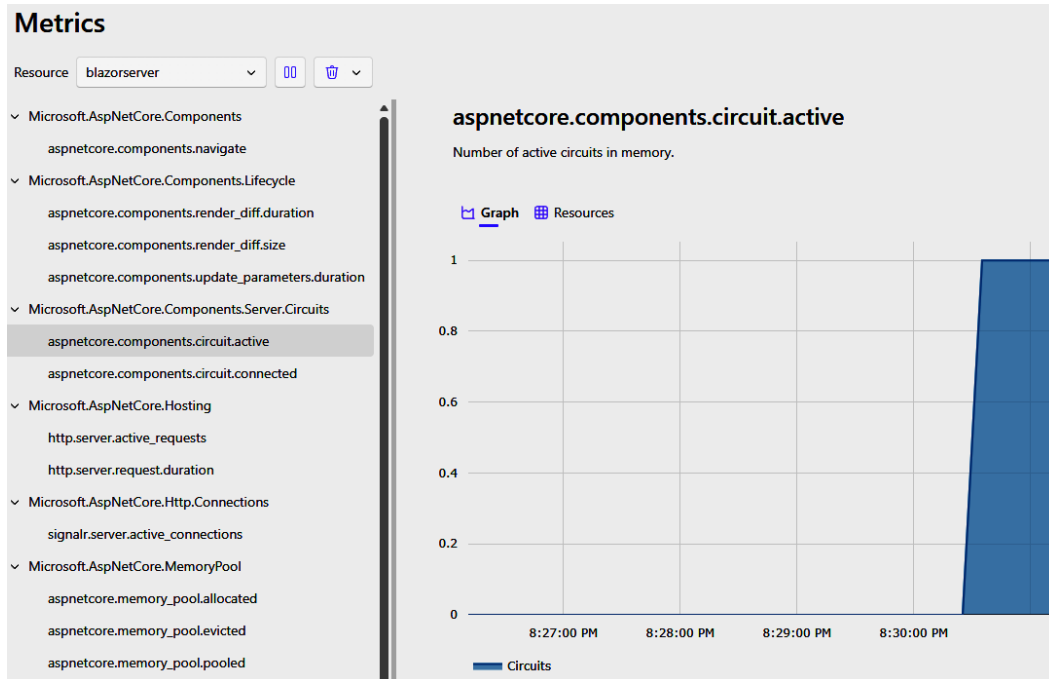 Metrics
Resource blazorserver
Microsoft.AspNetCore.Components
aspnetcore.components.navigate
Microsoft.AspNetCore.Components.Lifecycle
aspnetcore.components.render_diff.duration
aspnetcore.components.render_diff.size
aspnetcore.components.update_parameters.duration
Microsoft.AspNetCore.Components.Server.Circuits
aspnetcore.components.circuit.active
aspnetcore.components.circuit.connected
Microsoft.AspNetCore.Hosting
http.server.active_requests
http.server.request.duration
Microsoft.AspNetCore.Http.Connections
signalr.server.active_connections
Microsoft.AspNetCore.MemoryPool
aspnetcore.memory_pool.allocated
aspnetcore.memory_pool.evicted
aspnetcore.memory_pool.pooled
aspnetcore.components.circuit.active
Number of active circuits in memory.
Graph Resources
1
0.8
0.6
0.4
0.2
0
8:27:00 PM 8:28:00 PM 8:29:00 PM 8:30:00 PM
Circuits